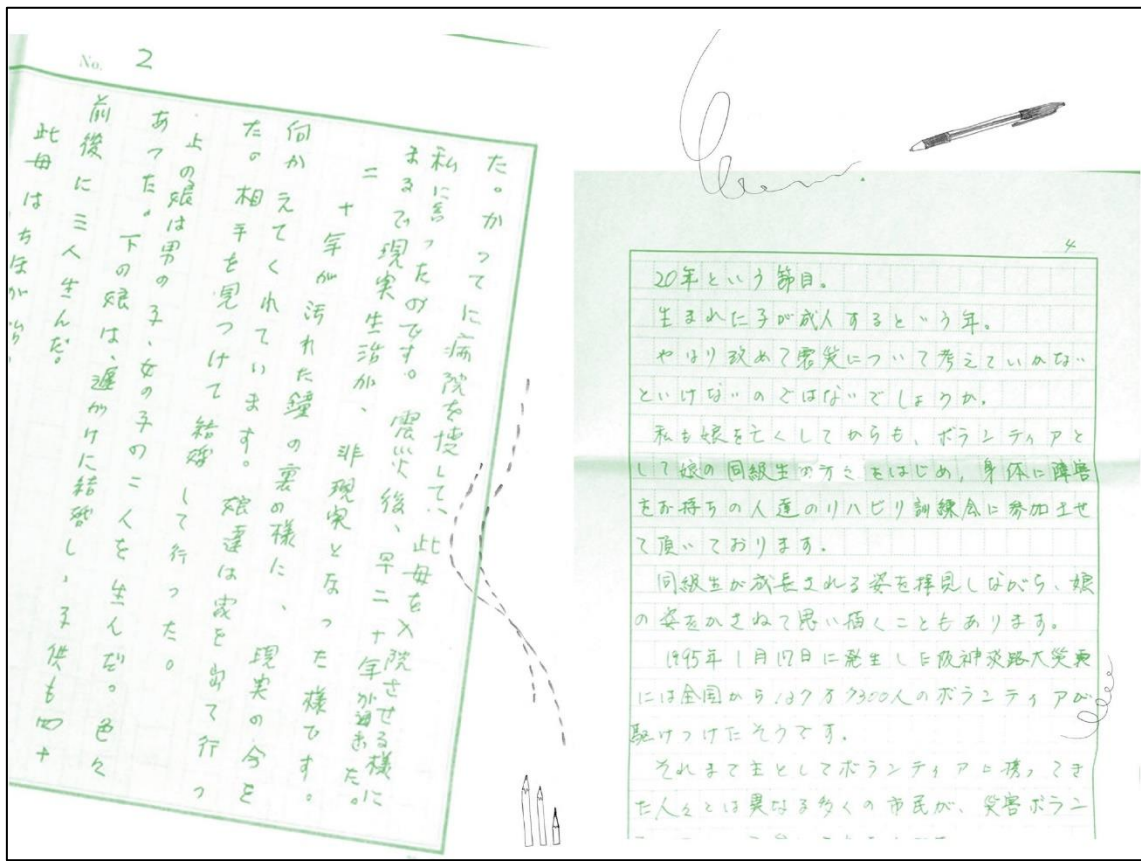 No. 2
た。かってに病院を壊して、此母を入院させる様に
私に言ったのです。震災後、早二十年が過ぎた。
まるで現実生活が、非現実となった様です。
二十年が汚れた鐘の裏の様に、現実の今を
何かえてくれています。娘達は家を出て行っ
た。相手を見つけて結婚して行った。
上の娘は男の子、女の子の二人を生んだ。色々
あった。下の娘は、遅がけに結婚し、子供も四十
前後に三人生んだ。
此母はちほが
4
20年という節目。
生まれた子が成人するという年。
やはり改めて震災について考えていかない
といけないのではないでしょうか。
私も娘を亡くしてからも、ボランティアと
して娘の同級生の方々をはじめ、身体に障害
をお持ちの人達のリハビリ訓練会に参加させ
て頂いております。
同級生が成長される姿を拝見しながら、娘
の姿をかさねて思い描くこともあります。
1995年1月17日に発生した阪神淡路大災
には全国から137万7300人のボランティアが
駆けつけたそうです。
それまで主としてボランティアに携ってき
た人々とは異なる多くの市民が、災害ボラン